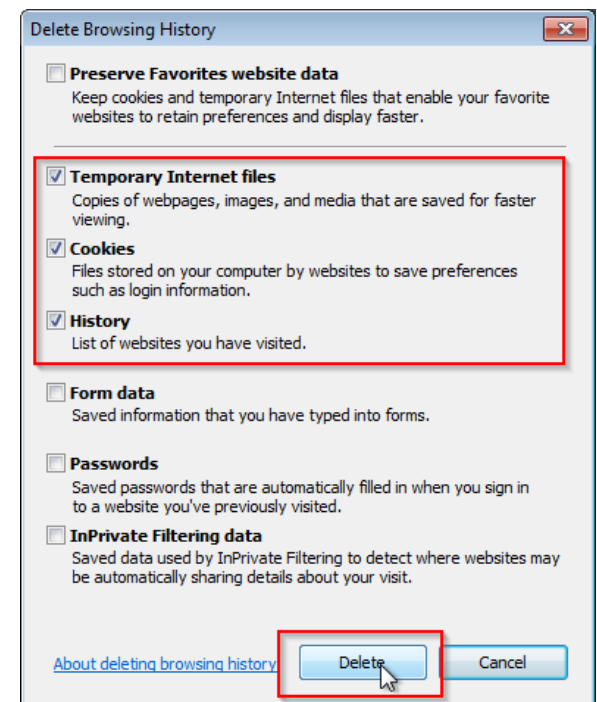 Delete Browsing History
Preserve Favorites website data
Keep cookies and temporary Internet files that enable your favorite
websites to retain preferences and display faster.
Temporary Internet files
Copies of webpages, images, and media that are saved for faster
viewing.
Cookies
Files stored on your computer by websites to save preferences
such as login information.
History
List of websites you have visited.
Form data
Saved information that you have typed into forms.
Passwords
Saved passwords that are automatically filled in when you sign in
to a website you've previously visited.
InPrivate Filtering data
Saved data used by InPrivate Filtering to detect where websites may
be automatically sharing details about your visit.
About deleting browsing history Delete Cancel